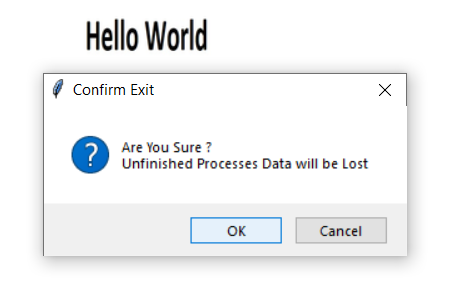 Hello World
Confirm Exit
Are You Sure ?
Unfinished Processes Data will be Lost
OK
Cancel